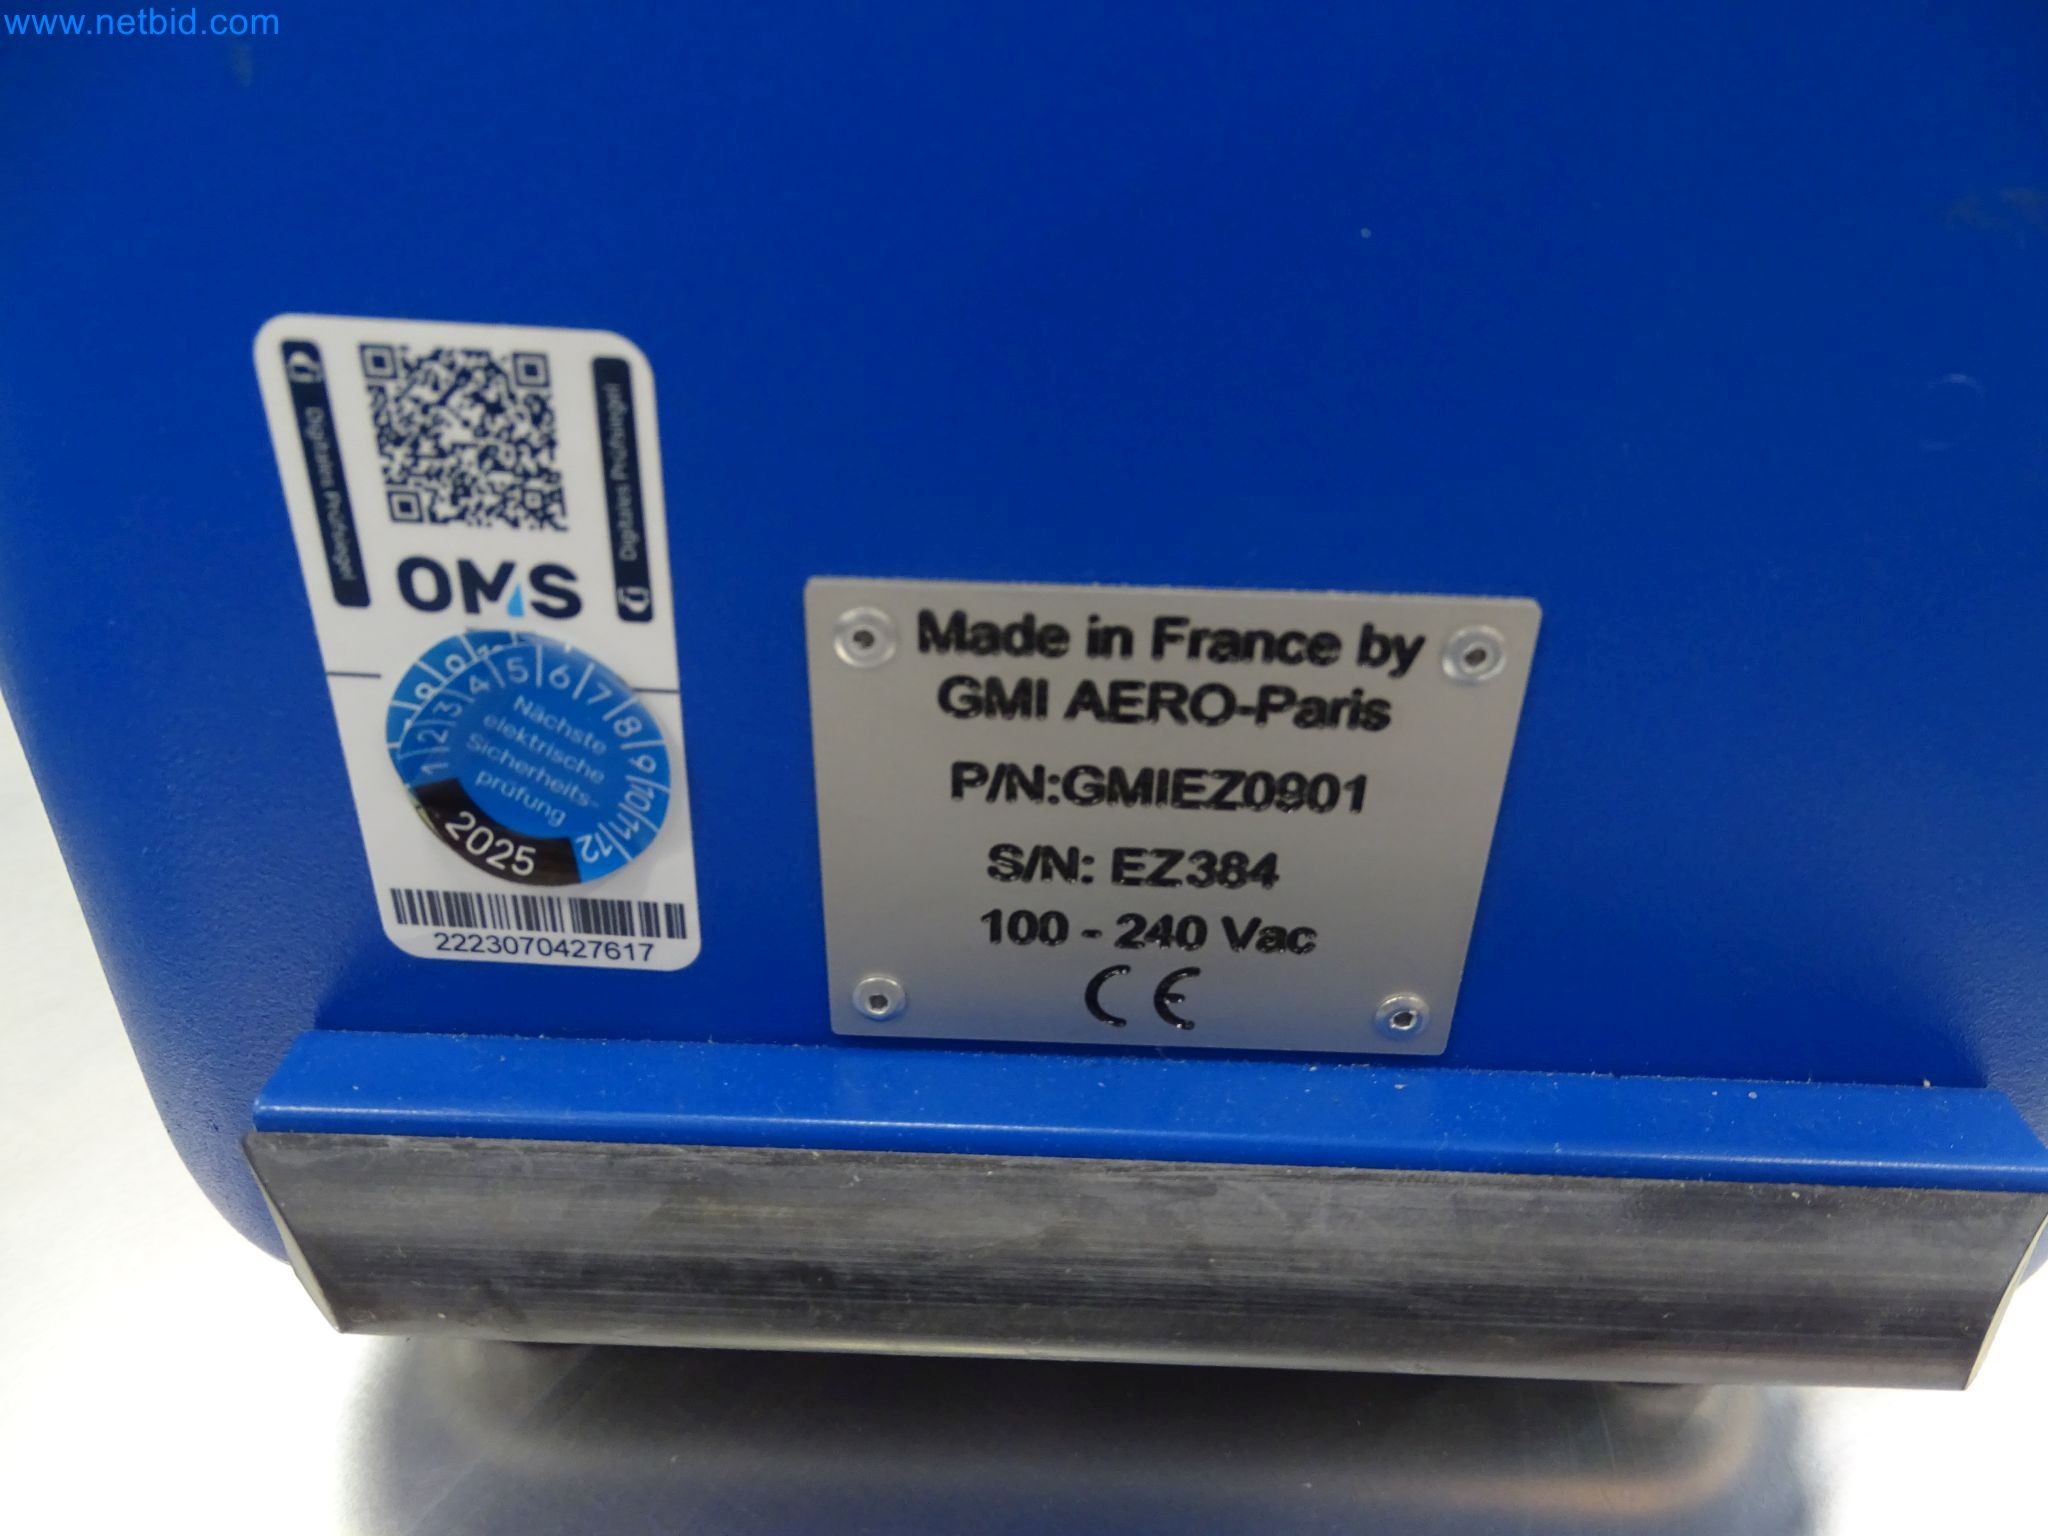 www.netbid.com
Digitales Prüfsiegel
Digitales Prüfsiegel
OMS
1 2 3 4 5 6 7 8 9 10 11 12
Nächste
elektrische
Sicherheits-
prüfung
2025
2223070427617
Made in France by
GMI AERO-Paris
P/N:GMIEZ0901
S/N: EZ384
100 - 240 Vac
CE